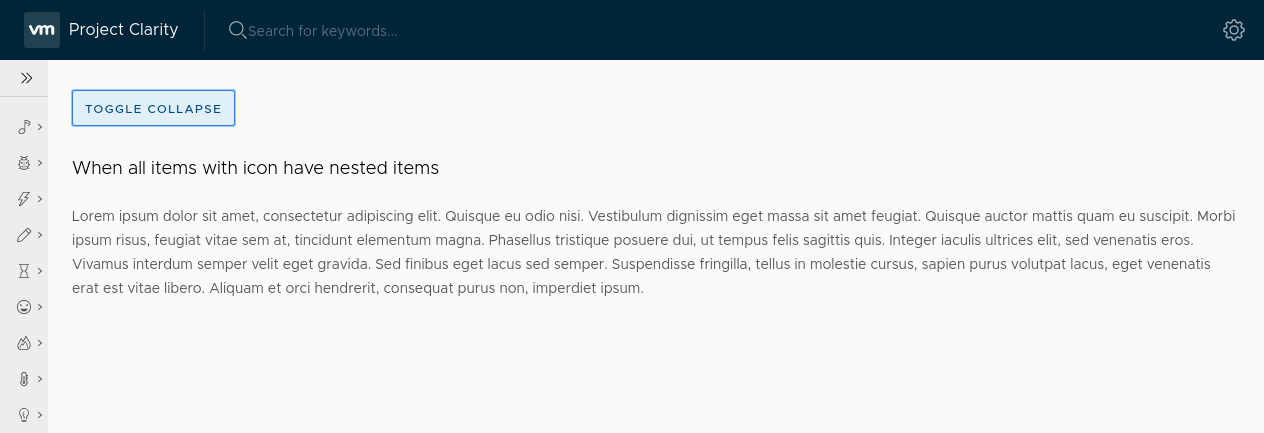 vm Project Clarity Search for keywords...
TOGGLE COLLAPSE
When all items with icon have nested items
Lorem ipsum dolor sit amet, consectetur adipiscing elit. Quisque eu odio nisi. Vestibulum dignissim eget massa sit amet feugiat. Quisque auctor mattis quam eu suscipit. Morbi
ipsum risus, feugiat vitae sem at, tincidunt elementum magna. Phasellus tristique posuere dui, ut tempus felis sagittis quis. Integer iaculis ultrices elit, sed venenatis eros.
Vivamus interdum semper velit eget gravida. Sed finibus eget lacus sed semper. Suspendisse fringilla, tellus in molestie cursus, sapien purus volutpat lacus, eget venenatis
erat est vitae libero. Aliquam et orci hendrerit, consequat purus non, imperdiet ipsum.